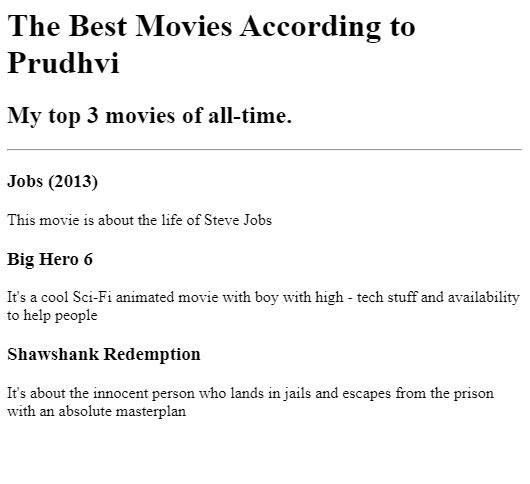 The Best Movies According to
Prudhvi
My top 3 movies of all-time.
Jobs (2013)
This movie is about the life of Steve Jobs
Big Hero 6
It's a cool Sci-Fi animated movie with boy with high - tech stuff and availability
to help people
Shawshank Redemption
It's about the innocent person who lands in jails and escapes from the prison
with an absolute masterplan